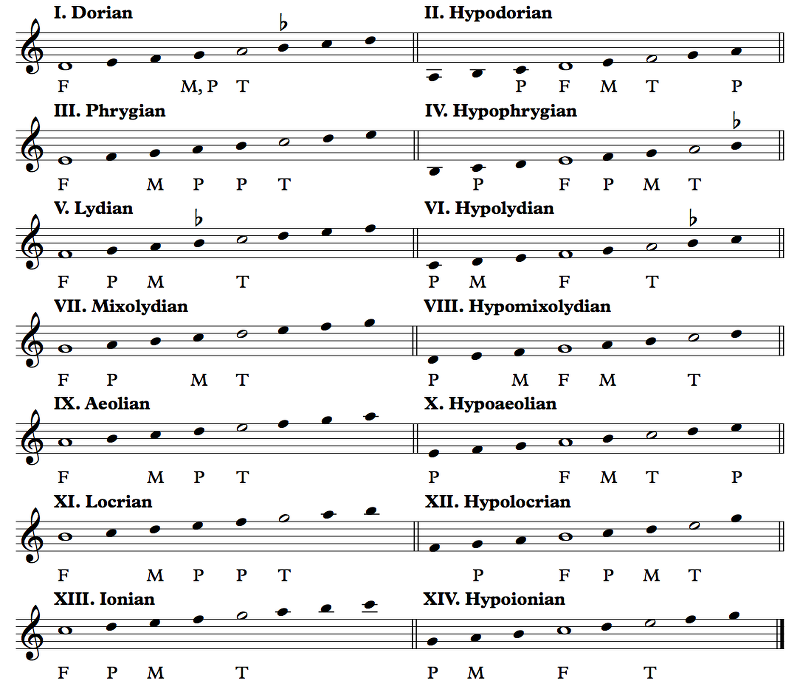 I. Dorian II. Hypodorian
F M, P T P F M T P
III. Phrygian IV. Hypophrygian
F M P P T P F P M T
V. Lydian VI. Hypolydian
F P M T P M F T
VII. Mixolydian VIII. Hypomixolydian
F P M T P M F M T
IX. Aeolian X. Hypoaeolian
F M P T P F M T P
XI. Locrian XII. Hypolocrian
F M P P T P F P M T
XIII. Ionian XIV. Hypoionian
F P M T P M F T